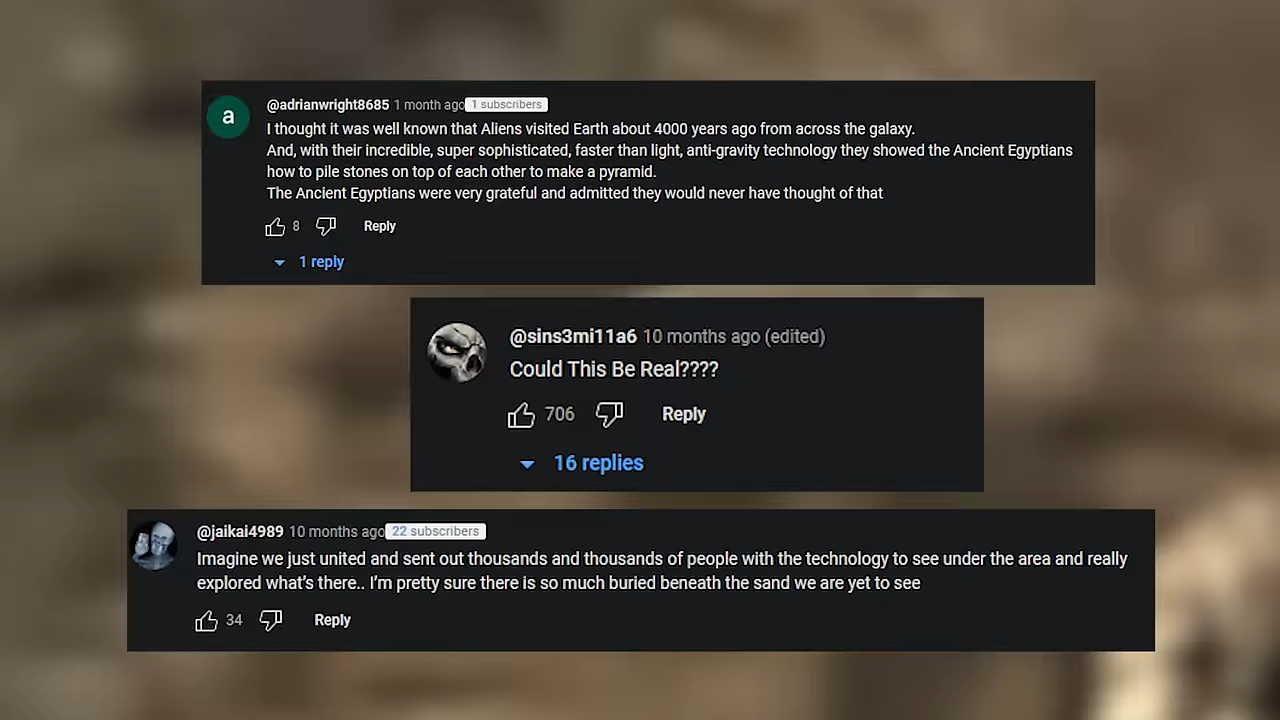 a
@adrianwright8685 1 month ago 1 subscribers
I thought it was well known that Aliens visited Earth about 4000 years ago from across the galaxy.
And, with their incredible, super sophisticated, faster than light, anti-gravity technology they showed the Ancient Egyptians
how to pile stones on top of each other to make a pyramid.
The Ancient Egyptians were very grateful and admitted they would never have thought of that
8 Reply
1 reply
@sins3mi11a6 10 months ago (edited)
Could This Be Real????
706 Reply
16 replies
@jaikai4989 10 months ago 22 subscribers
Imagine we just united and sent out thousands and thousands of people with the technology to see under the area and really
explored what's there.. I'm pretty sure there is so much buried beneath the sand we are yet to see
34 Reply